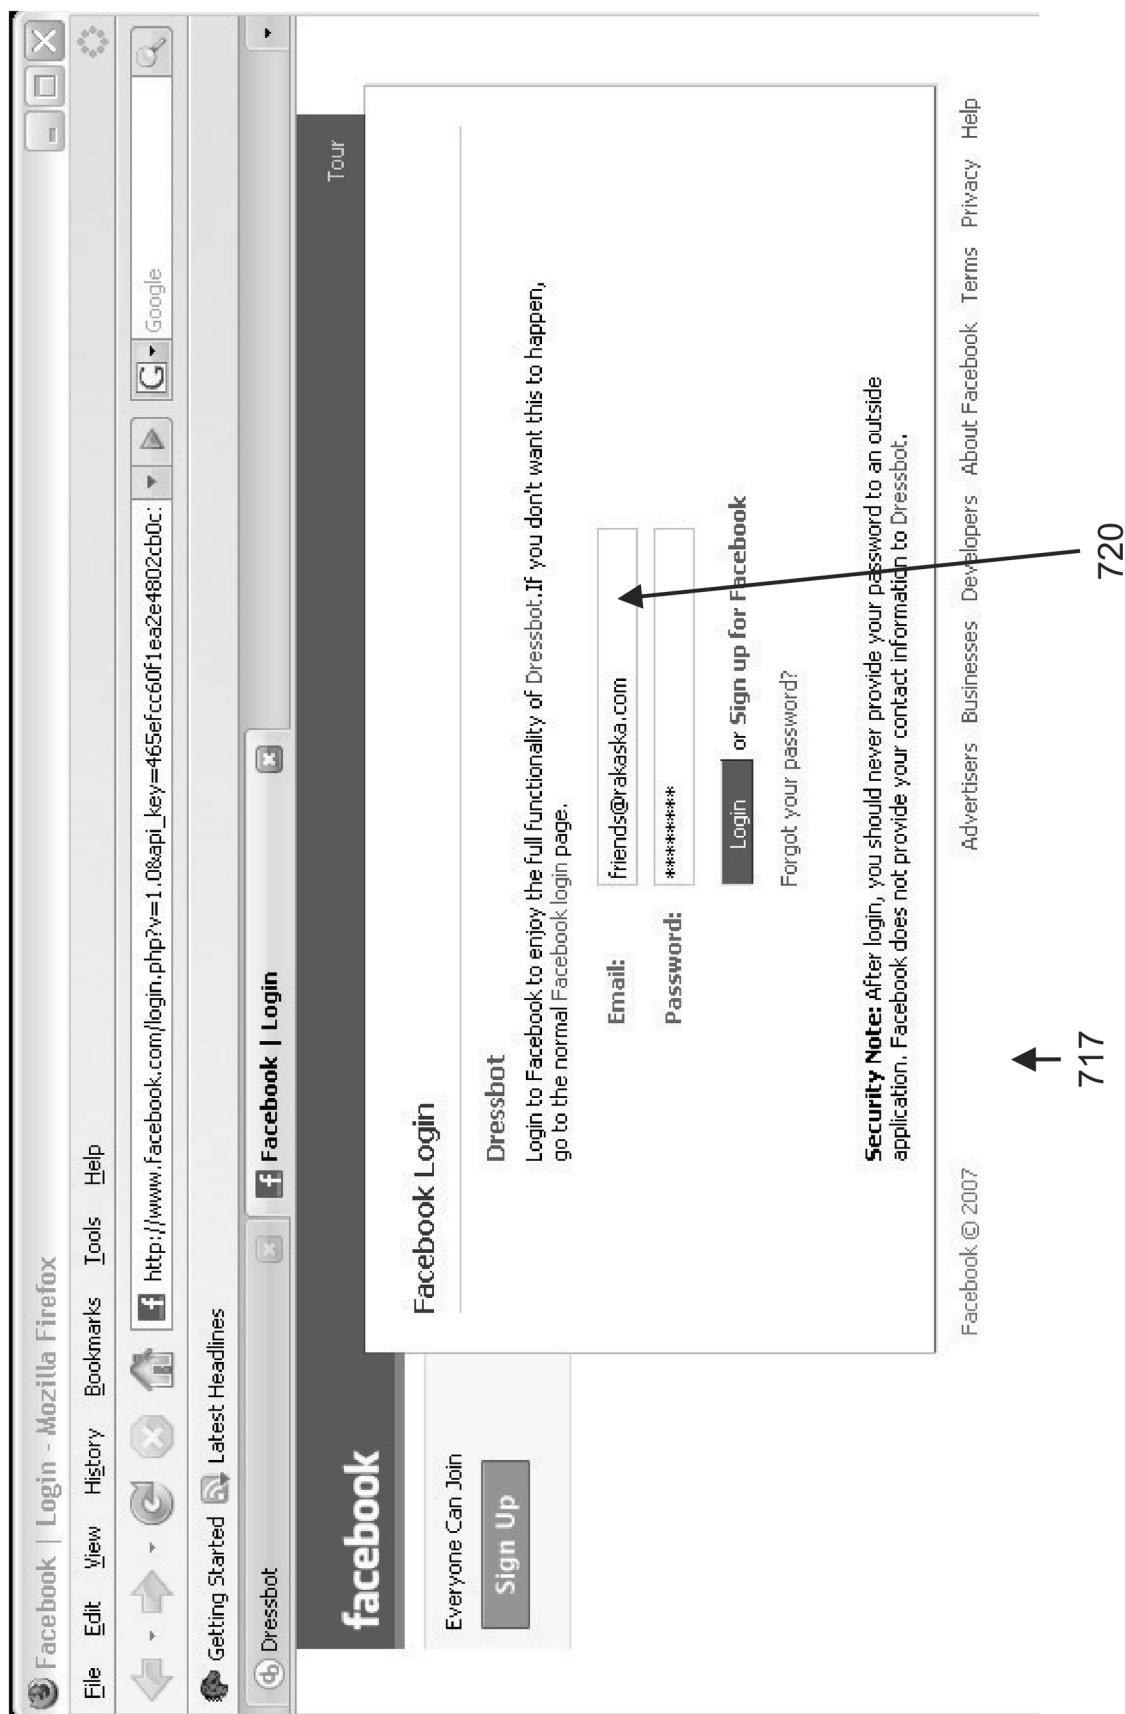 Facebook | Login - Mozilla Firefox
File Edit View History Bookmarks Tools Help
http://www.facebook.com/login.php?v=1.0&api_key=465efcc60f1ea2e4802cb0c:
G Google
Getting Started Latest Headlines
db Dressbot
f Facebook | Login
facebook
Tour
Everyone Can Join
Sign Up
Facebook Login
Dressbot
Login to Facebook to enjoy the full functionality of Dressbot.If you don't want this to happen,
go to the normal Facebook login page.
Email: friends@rakaska.com
Password: ********
Login or Sign up for Facebook
Forgot your password?
Security Note: After login, you should never provide your password to an outside
application. Facebook does not provide your contact information to Dressbot.
Facebook © 2007 Advertisers Businesses Developers About Facebook Terms Privacy Help
717
720